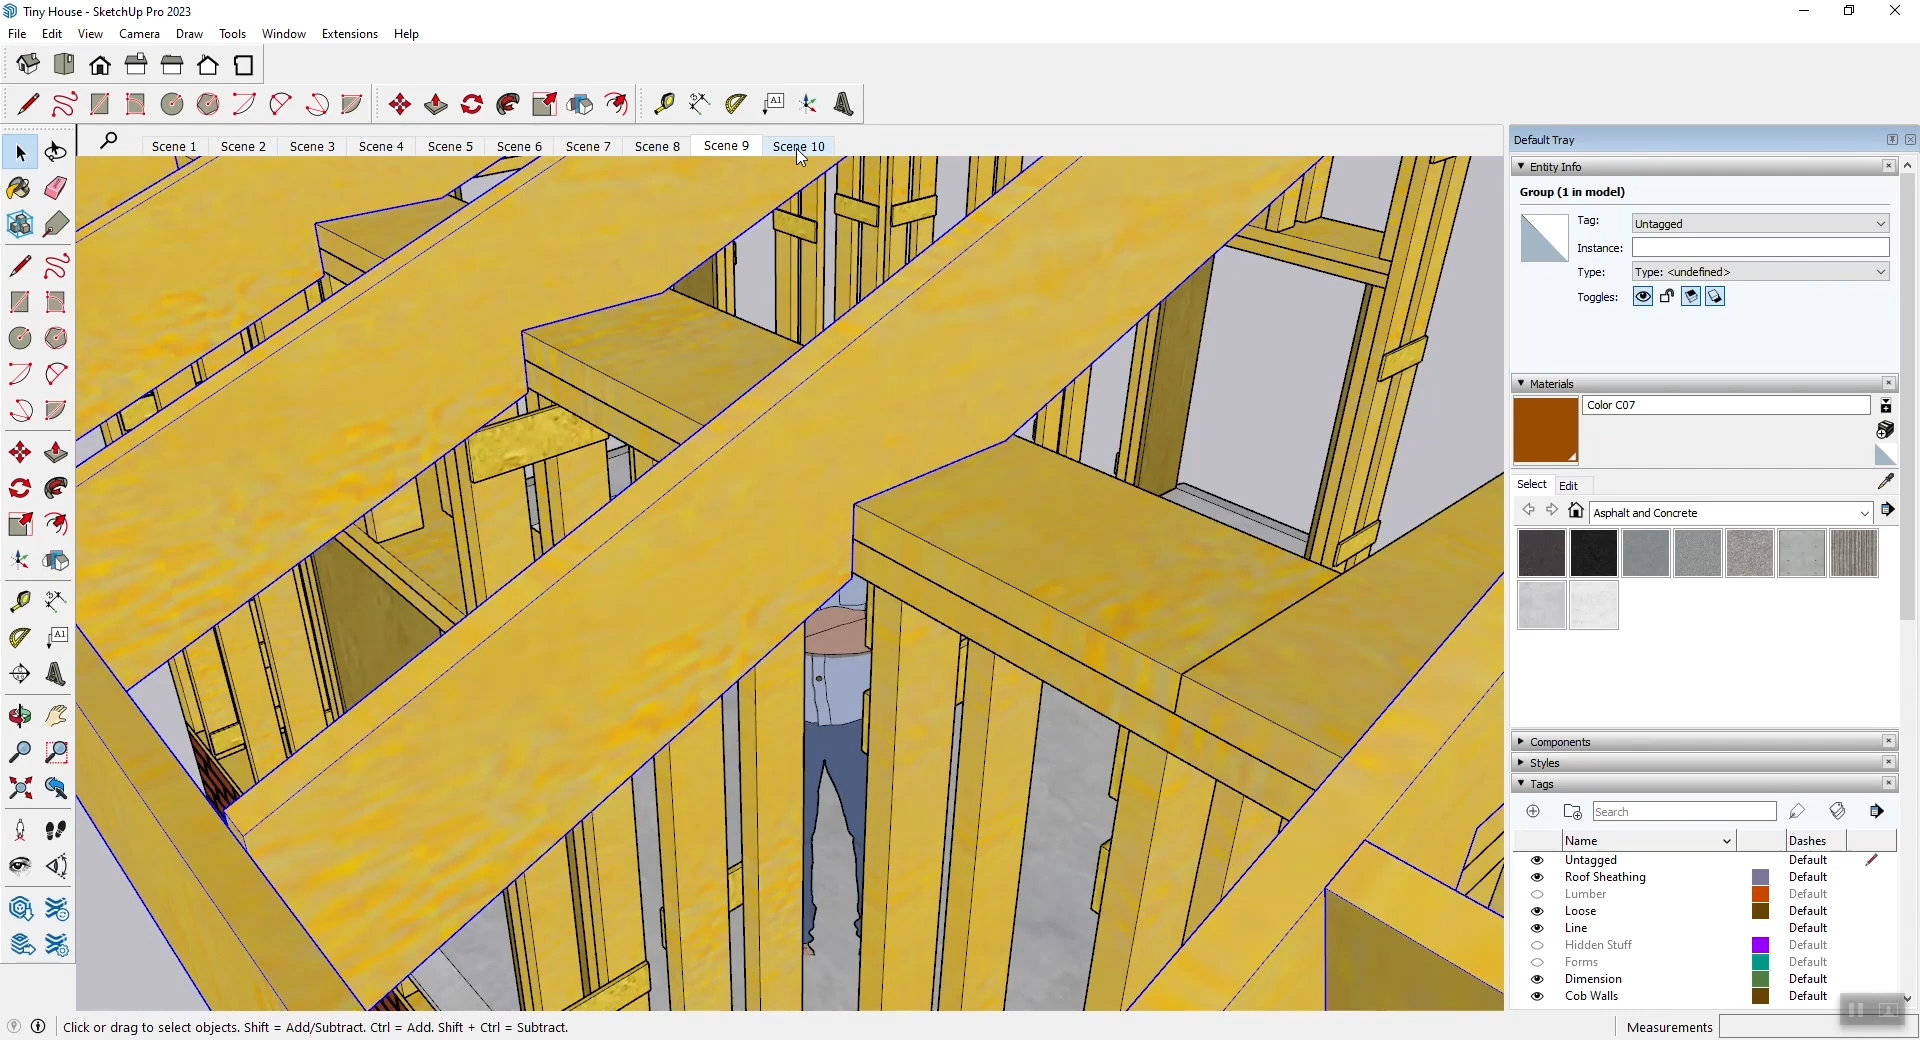 Tiny House - SketchUp Pro 2023
File Edit View Camera Draw Tools Window Extensions Help
A1
Scene 1 Scene 2 Scene 3 Scene 4 Scene 5 Scene 6 Scene 7 Scene 8 Scene 9 Scene 10
Default Tray
Entity Info
Group (1 in model)
Tag: Untagged
Instance:
Type: Type: <undefined>
Toggles:
Materials
Color C07
Select Edit
Asphalt and Concrete
A1
Components
Styles
Tags
Search
Name Dashes
Untagged Default
Roof Sheathing Default
Lumber Default
Loose Default
Line Default
Hidden Stuff Default
Forms Default
Dimension Default
Cob Walls Default
Click or drag to select objects. Shift = Add/Subtract. Ctrl = Add. Shift + Ctrl = Subtract.
Measurements